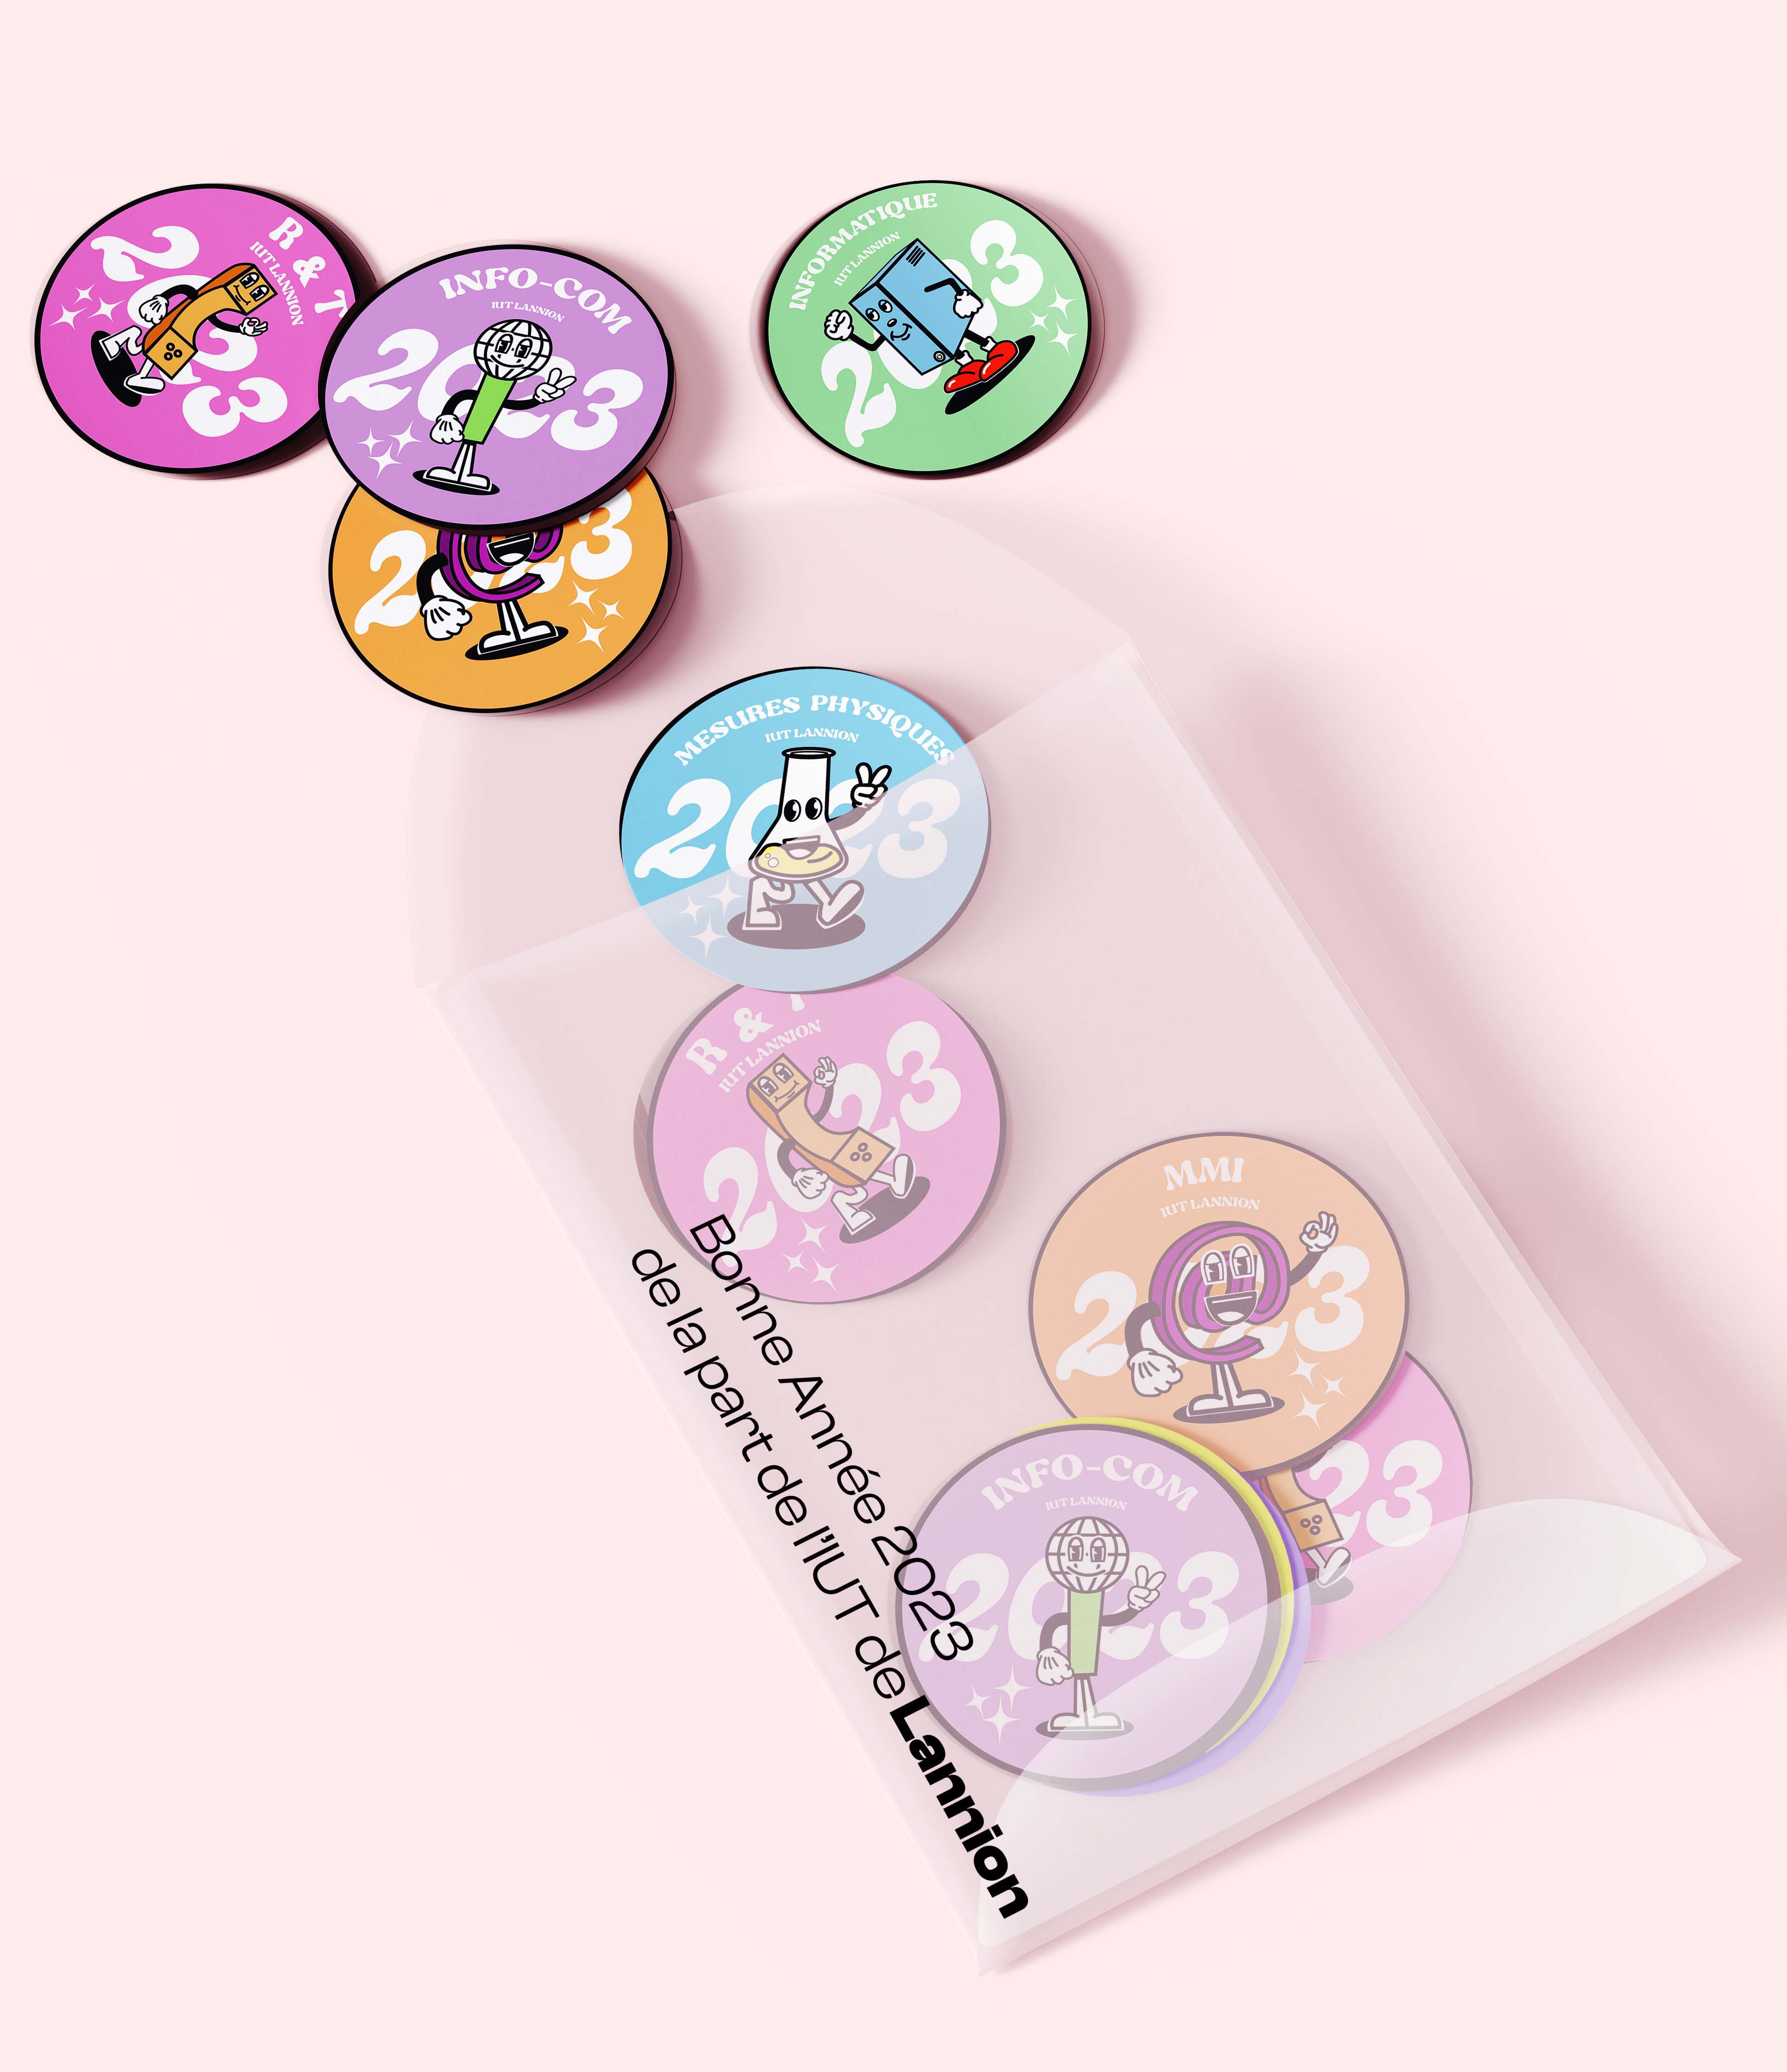 R & T
IUT LANNION
2023
INFO-COM
IUT LANNION
2023
INFORMATIQUE
IUT LANNION
2023
2023
MESURES PHYSIQUES
IUT LANNION
2023
R & T
IUT LANNION
2023
MMI
IUT LANNION
2023
23
INFO-COM
IUT LANNION
2023
Bonne Année 2023
de la part de l'IUT de Lannion